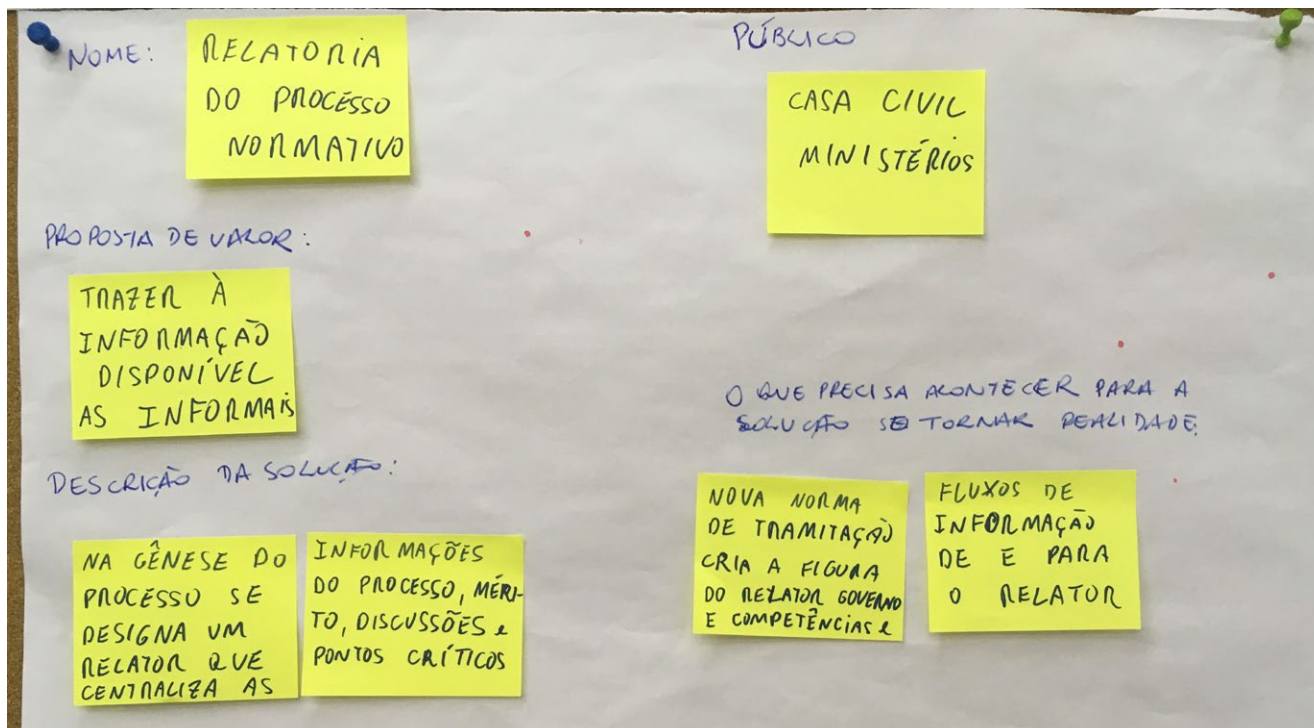 NOME:
RELATORIA
DO PROCESSO
NORMATIVO
PÚBLICO
CASA CIVIL
MINISTÉRIOS
PROPOSTA DE VALOR:
TRAZER À
INFORMAÇÃO
DISPONÍVEL
AS INFORMAIS
DESCRIÇÃO DA SOLUÇÃO:
NA GÊNESE DO
PROCESSO SE
DESIGNA UM
RELATOR QUE
CENTRALIZA AS
INFORMAÇÕES
DO PROCESSO, MÉRI-
TO, DISCUSSÕES e
PONTOS CRÍTICOS
O QUE PRECISA ACONTECER PARA A
SOLUÇÃO SE TORNAR REALIDADE.
NOVA NORMA
DE TRAMITAÇÃO
CRIA A FIGURA
DO RELATOR GOVERNO
E COMPETÊNCIAS e
FLUXOS DE
INFORMAÇÃO
DE E PARA
O RELATOR